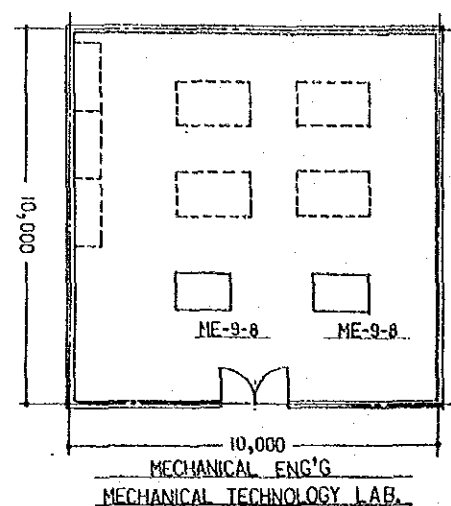 10,000
ME-9-8
ME-9-8
10,000
MECHANICAL ENG'G
MECHANICAL TECHNOLOGY LAB.